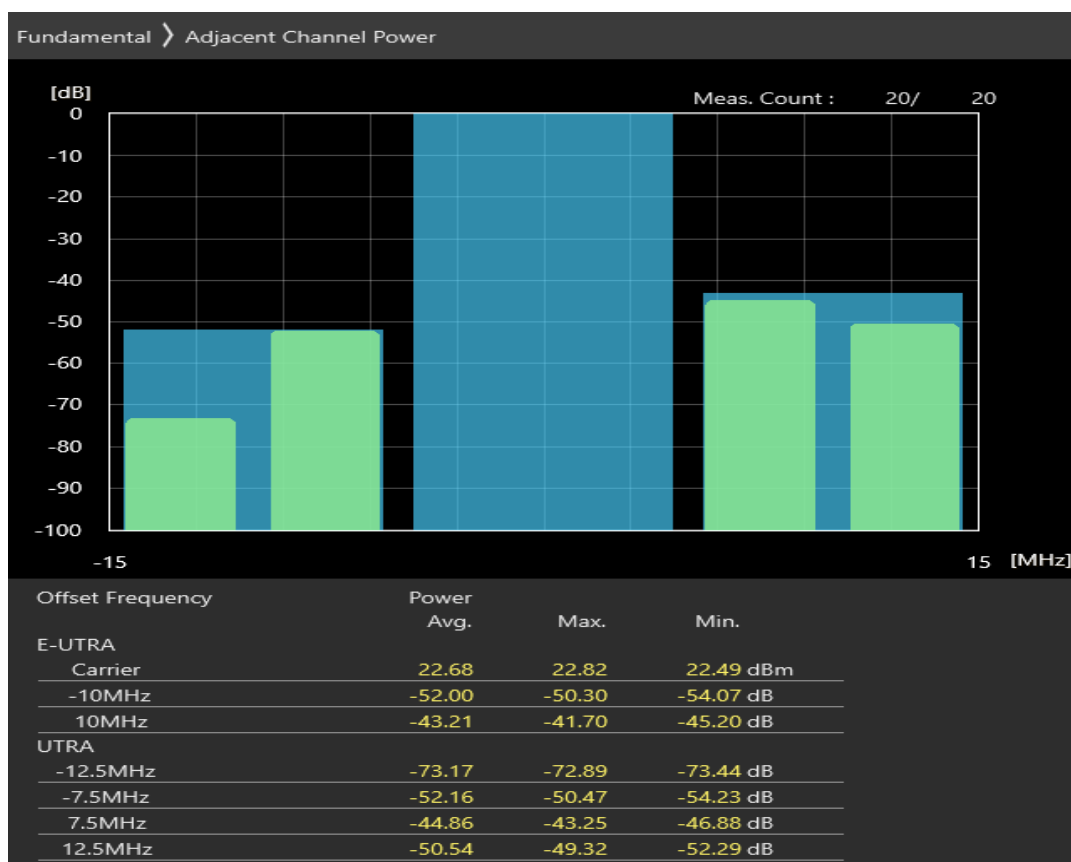 Fundamental ❯ Adjacent Channel Power
[dB]
Meas. Count : 20/ 20
0
-10
-20
-30
-40
-50
-60
-70
-80
-90
-100
-15 15 [MHz]
Offset Frequency Power
Avg. Max. Min.
E-UTRA
Carrier 22.68 22.82 22.49 dBm
-10MHz -52.00 -50.30 -54.07 dB
10MHz -43.21 -41.70 -45.20 dB
UTRA
-12.5MHz -73.17 -72.89 -73.44 dB
-7.5MHz -52.16 -50.47 -54.23 dB
7.5MHz -44.86 -43.25 -46.88 dB
12.5MHz -50.54 -49.32 -52.29 dB